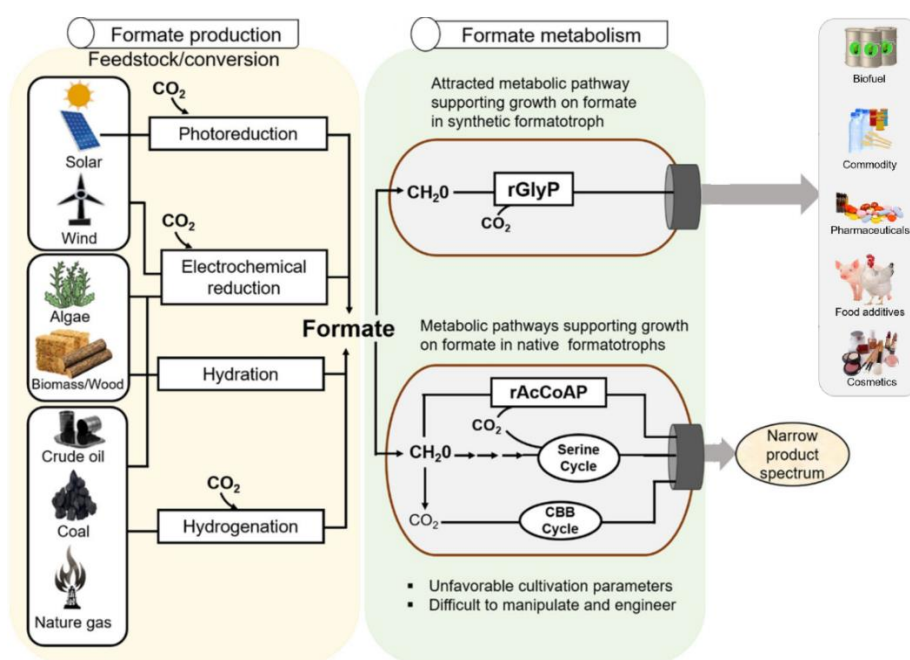 Formate production
Feedstock/conversion
CO₂
Photoreduction
Solar
Wind
CO₂
Electrochemical
reduction
Algae
Biomass/Wood
Hydration
Crude oil
Coal
Nature gas
CO₂
Hydrogenation
Formate
Formate metabolism
Attracted metabolic pathway
supporting growth on formate
in synthetic formatotroph
CH₂0
rGlyP
CO₂
Metabolic pathways supporting growth
on formate in native formatotrophs
rAcCoAP
CO₂
CH₂0
Serine
Cycle
CO₂
CBB
Cycle
▪ Unfavorable cultivation parameters
▪ Difficult to manipulate and engineer
Biofuel
Commodity
Pharmaceuticals
Food additives
Cosmetics
Narrow
product
spectrum